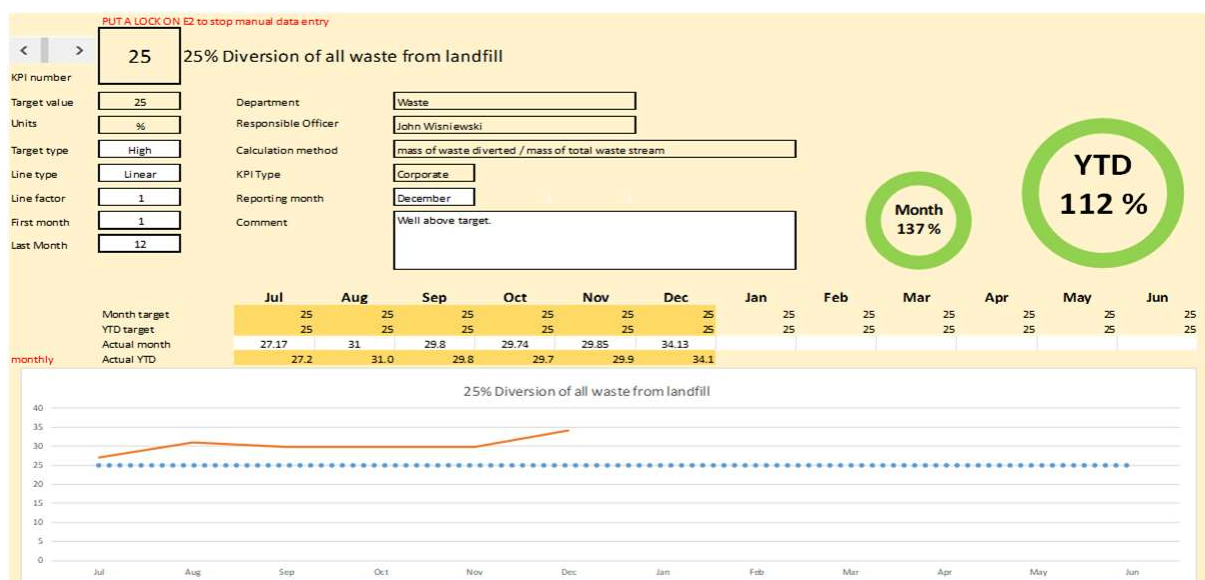 PUT A LOCK ON E2 to stop manual data entry
25 25% Diversion of all waste from landfill
KPI number
Target value 25 Department Waste
Units % Responsible Officer John Wisniewski
Target type High Calculation method mass of waste diverted / mass of total waste stream
Line type Linear KPI Type Corporate
Line factor 1 Reporting month December
First month 1 Comment Well above target.
Last Month 12
Month
137 %
YTD
112 %
Jul Aug Sep Oct Nov Dec Jan Feb Mar Apr May Jun
Month target 25 25 25 25 25 25 25 25 25 25 25 25
YTD target 25 25 25 25 25 25 25 25 25 25 25 25
Actual month 27.17 31 29.8 29.74 29.85 34.13
monthly Actual YTD 27.2 31.0 29.8 29.7 29.9 34.1
25% Diversion of all waste from landfill
40
35
30
25
20
15
10
5
0
Jul Aug Sep Oct Nov Dec Jan Feb Mar Apr May Jun